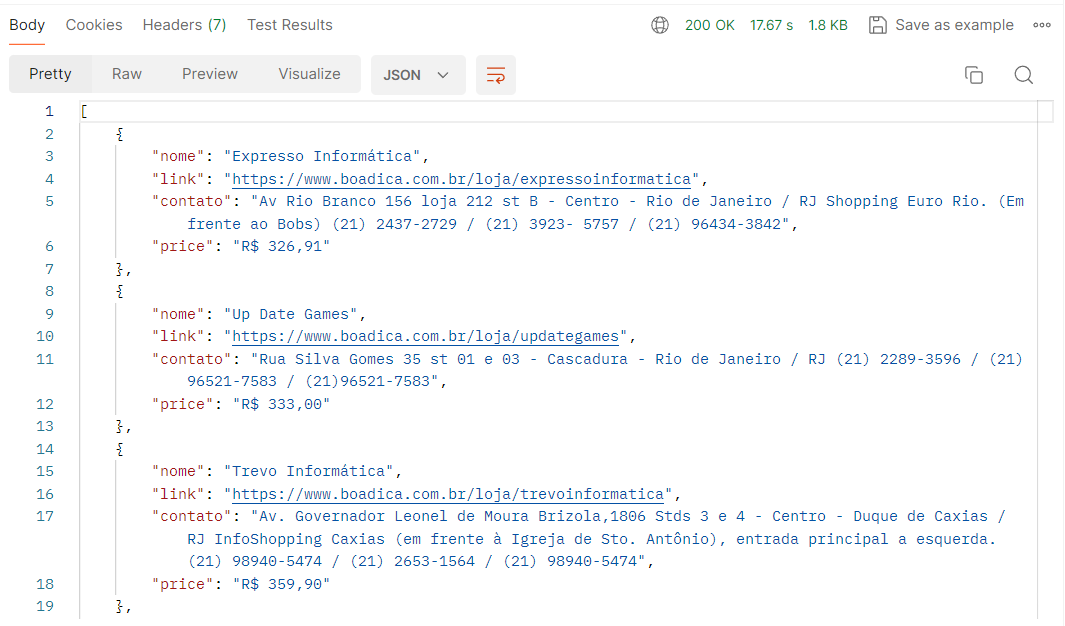 Body Cookies Headers (7) Test Results 200 OK 17.67 s 1.8 KB Save as example
Pretty Raw Preview Visualize JSON
1 [
2 {
3 "nome": "Expresso Informática",
4 "link": "https://www.boadica.com.br/loja/expressoinformatica",
5 "contato": "Av Rio Branco 156 loja 212 st B - Centro - Rio de Janeiro / RJ Shopping Euro Rio. (Em
frente ao Bobs) (21) 2437-2729 / (21) 3923- 5757 / (21) 96434-3842",
6 "price": "R$ 326,91"
7 },
8 {
9 "nome": "Up Date Games",
10 "link": "https://www.boadica.com.br/loja/updategames",
11 "contato": "Rua Silva Gomes 35 st 01 e 03 - Cascadura - Rio de Janeiro / RJ (21) 2289-3596 / (21)
96521-7583 / (21)96521-7583",
12 "price": "R$ 333,00"
13 },
14 {
15 "nome": "Trevo Informática",
16 "link": "https://www.boadica.com.br/loja/trevoinformatica",
17 "contato": "Av. Governador Leonel de Moura Brizola,1806 Stds 3 e 4 - Centro - Duque de Caxias /
RJ InfoShopping Caxias (em frente à Igreja de Sto. Antônio), entrada principal a esquerda.
(21) 98940-5474 / (21) 2653-1564 / (21) 98940-5474",
18 "price": "R$ 359,90"
19 },